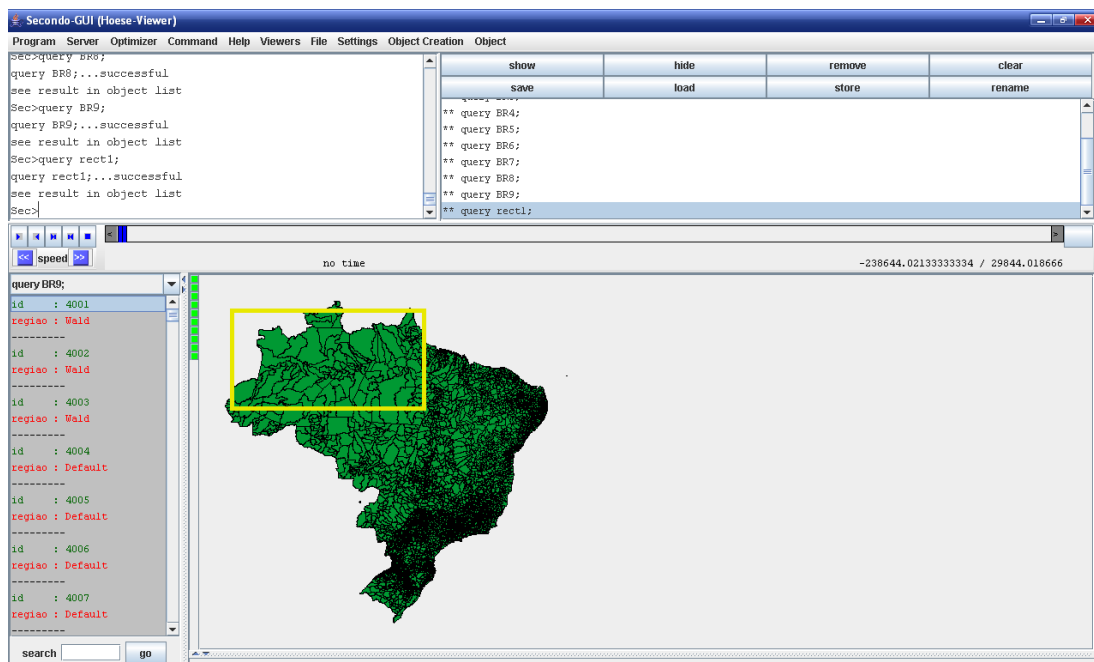 Secondo-GUI (Hoese-Viewer)
Program Server Optimizer Command Help Viewers File Settings Object Creation Object
Sec>query BR8;
query BR8;...successful
see result in object list
Sec>query BR9;
query BR9;...successful
see result in object list
Sec>query rect1;
query rect1;...successful
see result in object list
Sec>
show hide remove clear
save load store rename
** query BR4;
** query BR5;
** query BR6;
** query BR7;
** query BR8;
** query BR9;
** query rect1;
<< speed >>
no time
-238644.02133333334 / 29844.018666
query BR9;
id : 4001
regiao : Wald
---------
id : 4002
regiao : Wald
---------
id : 4003
regiao : Wald
---------
id : 4004
regiao : Default
---------
id : 4005
regiao : Default
---------
id : 4006
regiao : Default
---------
id : 4007
regiao : Default
---------
search go